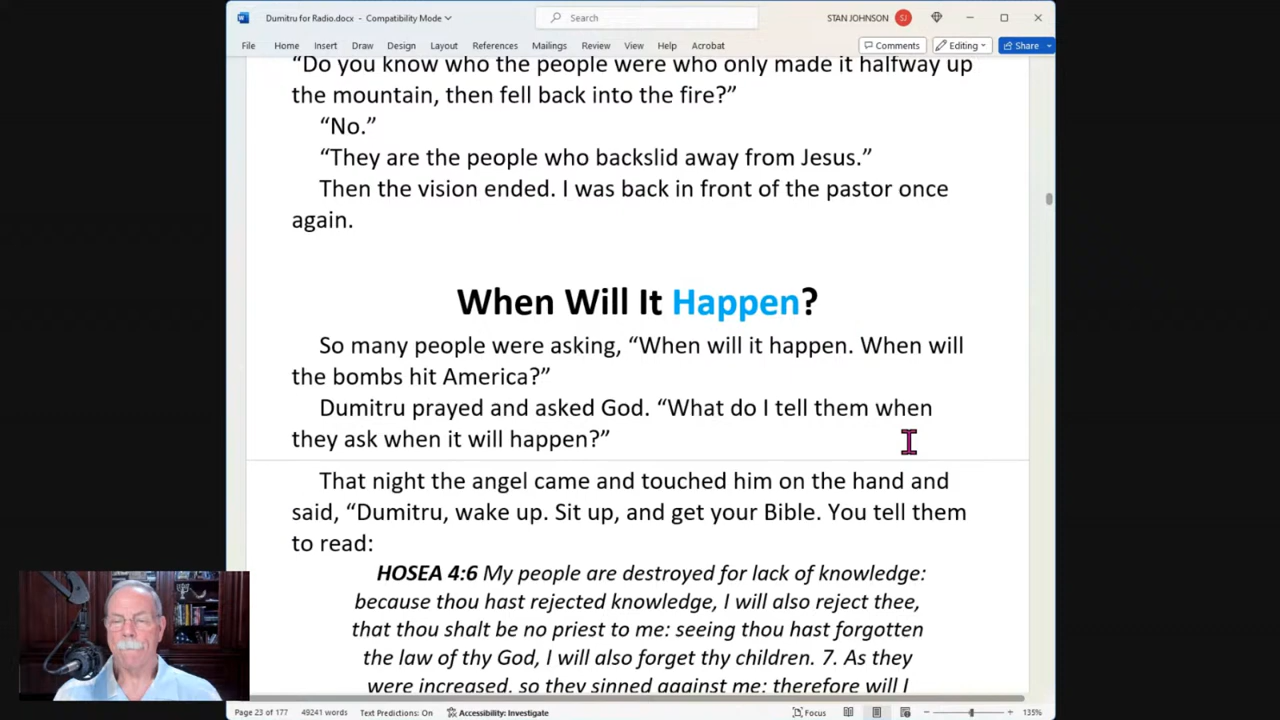 Dumitru for Radio.docx - Compatibility Mode
Search
STAN JOHNSON
SJ
File Home Insert Draw Design Layout References Mailings Review View Help Acrobat
Comments
Editing
Share
“Do you know who the people were who only made it halfway up
the mountain, then fell back into the fire?”
“No.”
“They are the people who backslid away from Jesus.”
Then the vision ended. I was back in front of the pastor once
again.
When Will It Happen?
So many people were asking, “When will it happen. When will
the bombs hit America?”
Dumitru prayed and asked God. “What do I tell them when
they ask when it will happen?”
That night the angel came and touched him on the hand and
said, “Dumitru, wake up. Sit up, and get your Bible. You tell them
to read:
HOSEA 4:6 My people are destroyed for lack of knowledge:
because thou hast rejected knowledge, I will also reject thee,
that thou shalt be no priest to me: seeing thou hast forgotten
the law of thy God, I will also forget thy children. 7. As they
were increased, so they sinned against me: therefore will I
Page 23 of 177 49241 words Text Predictions: On Accessibility: Investigate Focus 135%